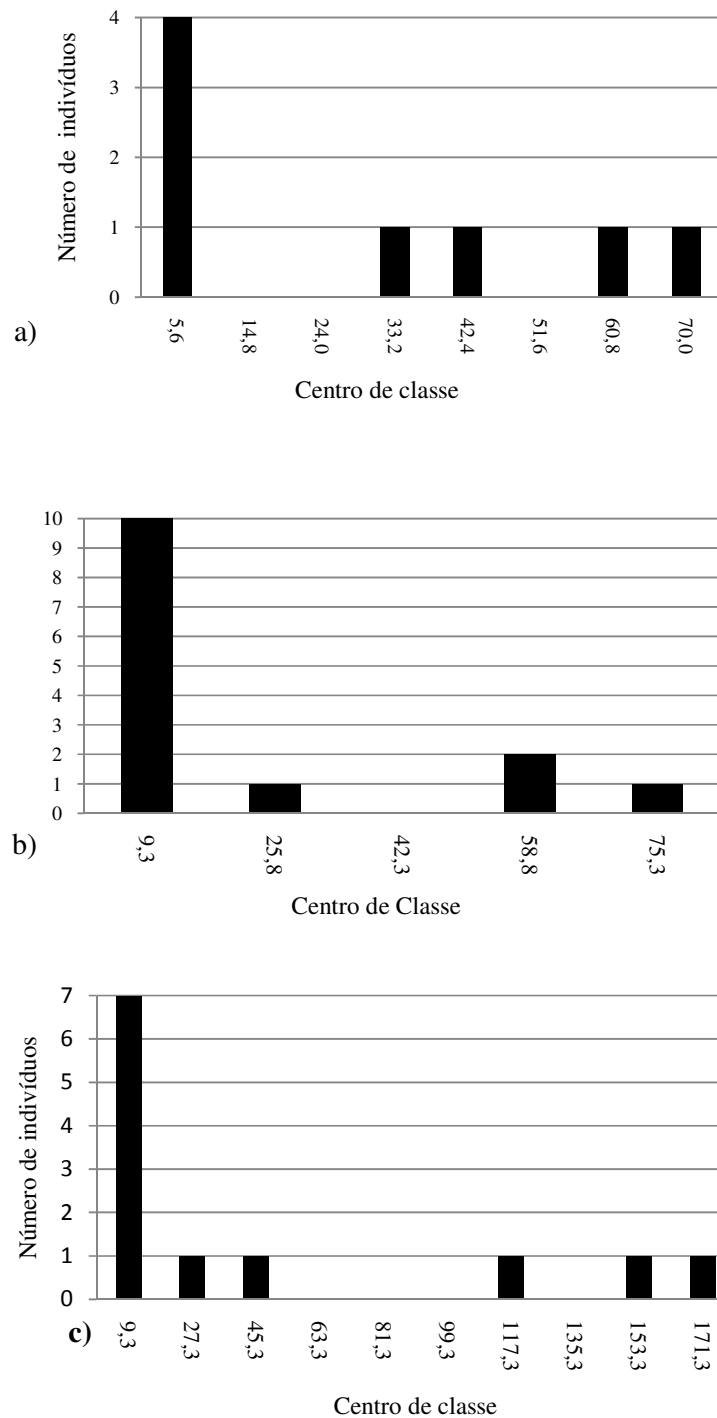 Número de indivíduos
4
3
2
1
0
5,6 14,8 24,0 33,2 42,4 51,6 60,8 70,0
a)
Centro de classe
10
9
8
7
6
5
4
3
2
1
0
9,3 25,8 42,3 58,8 75,3
b)
Centro de Classe
Número de indivíduos
7
6
5
4
3
2
1
0
9,3 27,3 45,3 63,3 81,3 99,3 117,3 135,3 153,3 171,3
c)
Centro de classe